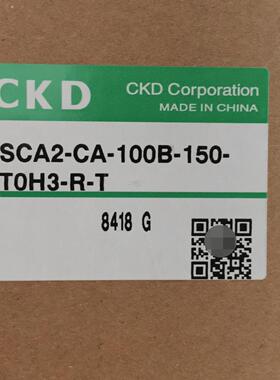 CKD
CKD Corporation
MADE IN CHINA
SCA2-CA-100B-150-
T0H3-R-T
8418 G